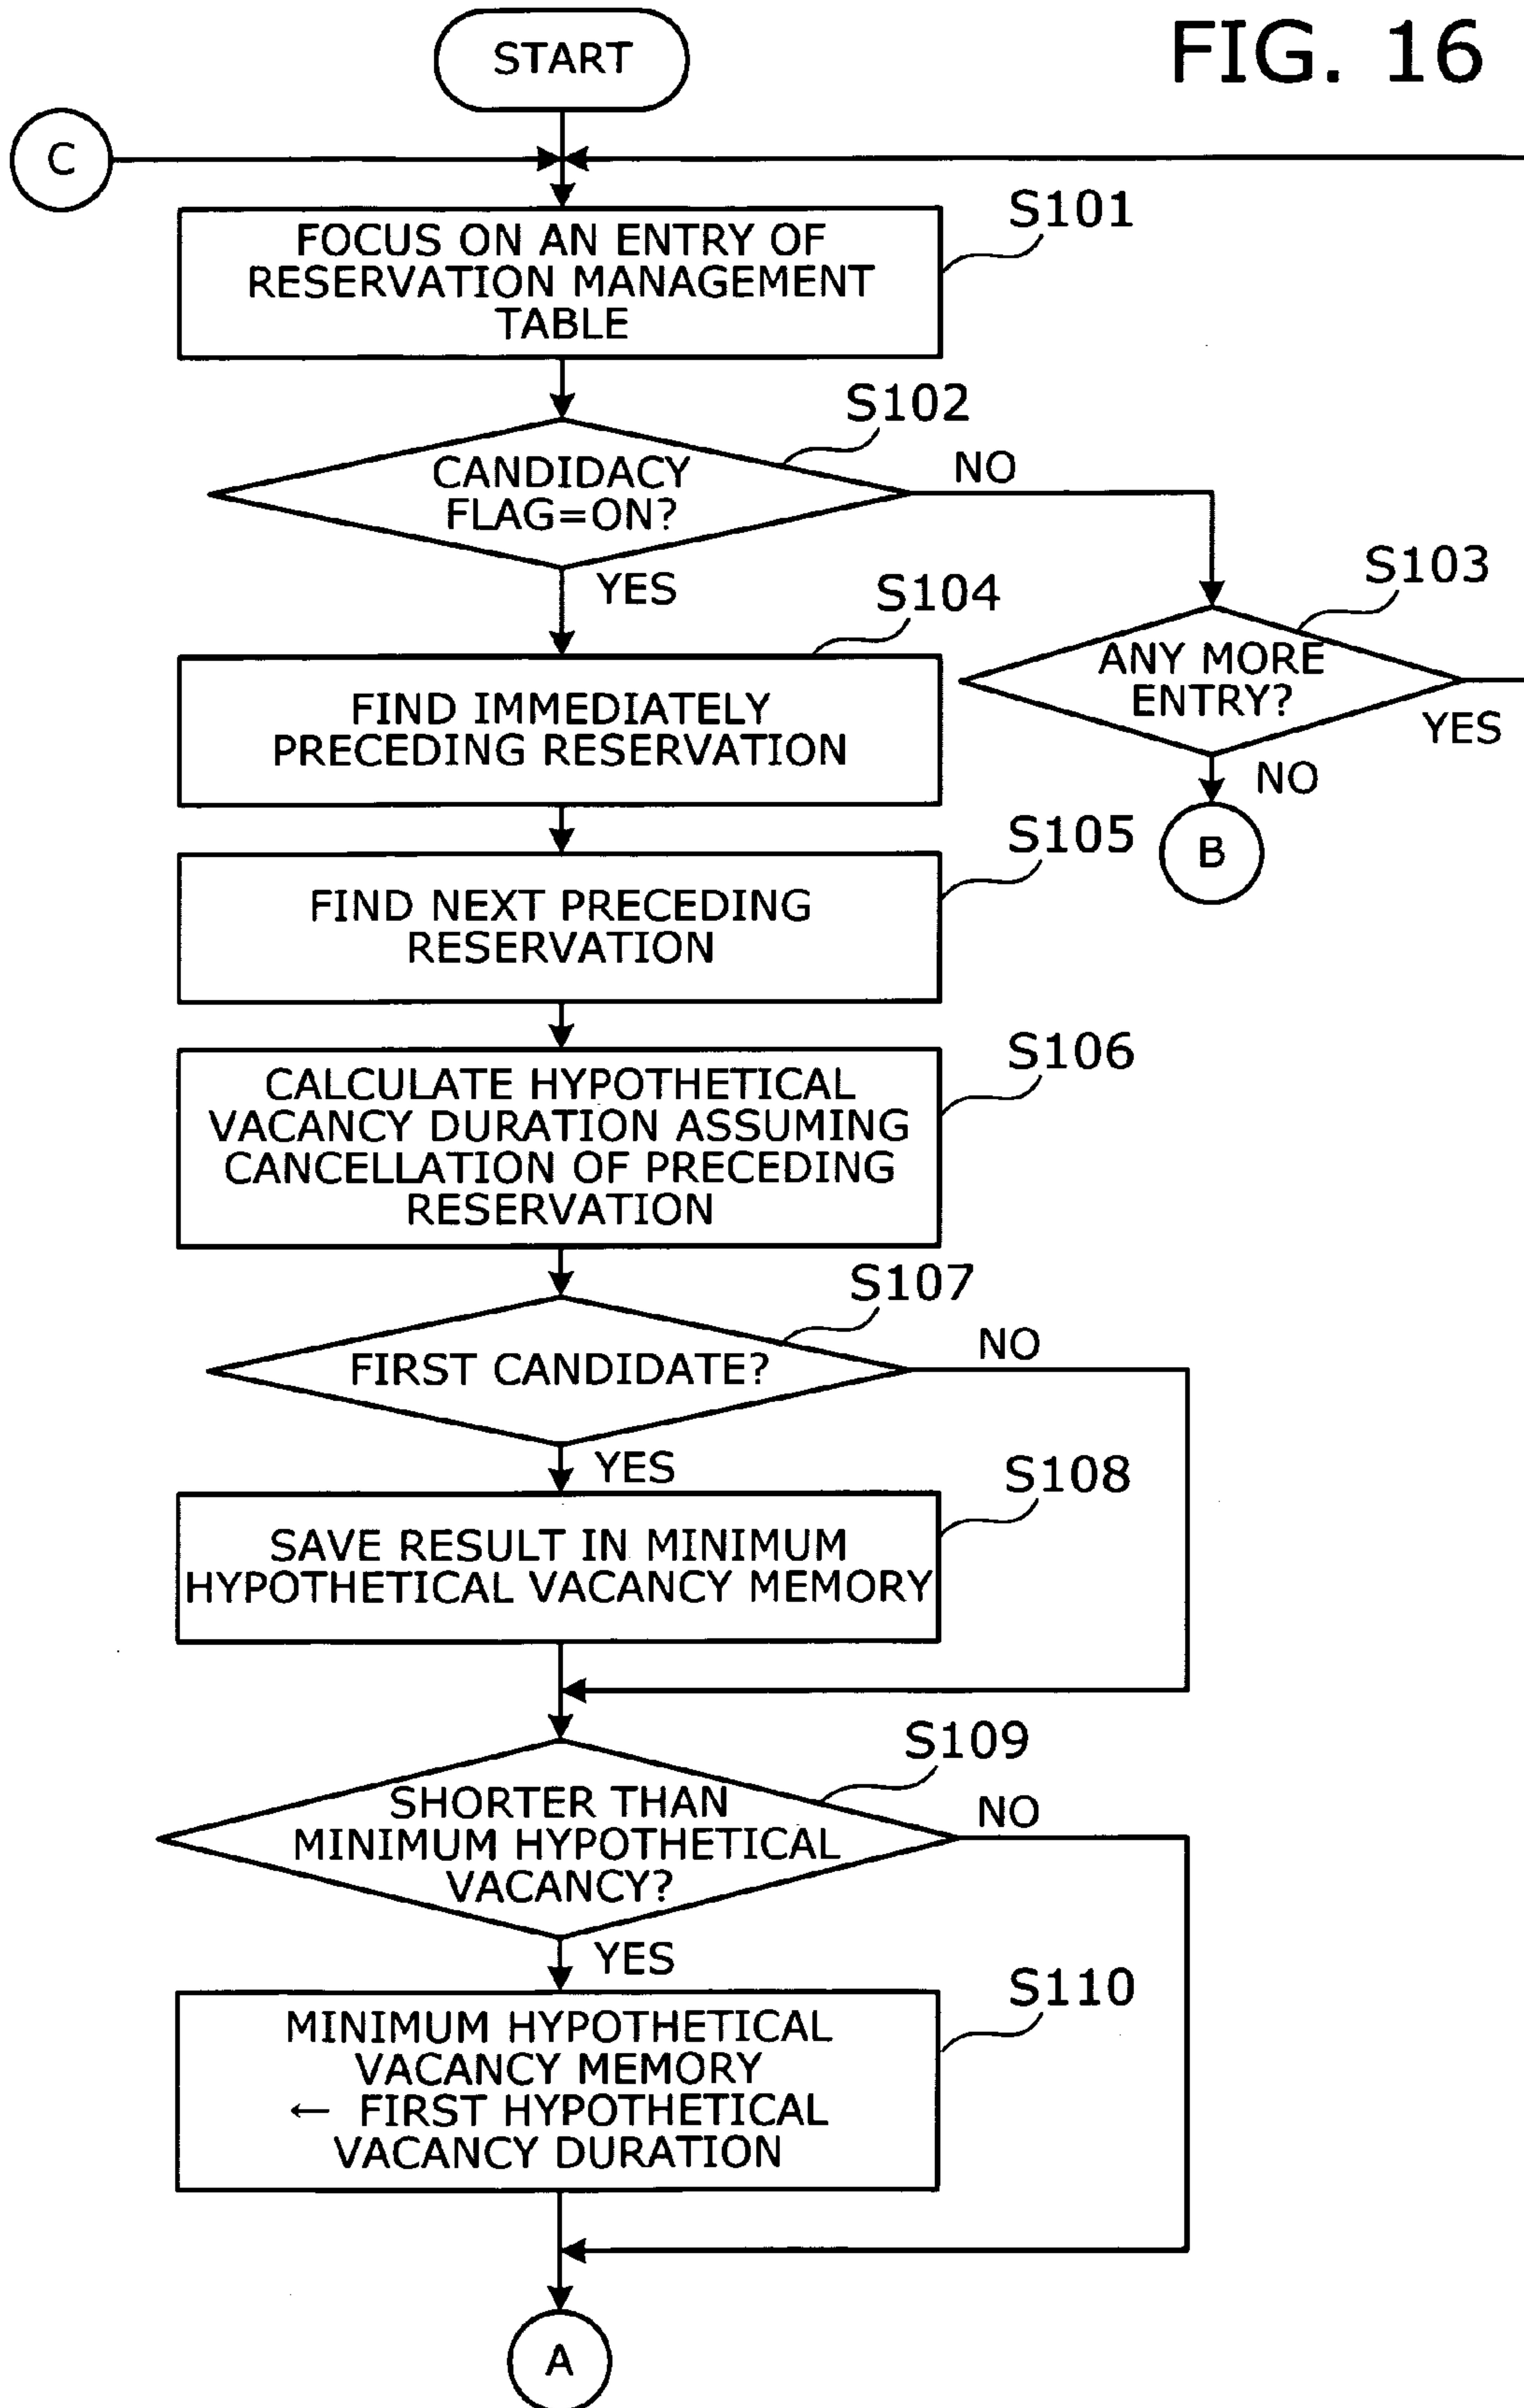 FIG. 16
START
C
S101
FOCUS ON AN ENTRY OF
RESERVATION MANAGEMENT
TABLE
S102
CANDIDACY
FLAG=ON?
NO
YES
S103
ANY MORE
ENTRY?
YES
NO
B
S104
FIND IMMEDIATELY
PRECEDING RESERVATION
S105
FIND NEXT PRECEDING
RESERVATION
S106
CALCULATE HYPOTHETICAL
VACANCY DURATION ASSUMING
CANCELLATION OF PRECEDING
RESERVATION
S107
FIRST CANDIDATE?
NO
YES
S108
SAVE RESULT IN MINIMUM
HYPOTHETICAL VACANCY MEMORY
S109
SHORTER THAN
MINIMUM HYPOTHETICAL
VACANCY?
NO
YES
S110
MINIMUM HYPOTHETICAL
VACANCY MEMORY
← FIRST HYPOTHETICAL
VACANCY DURATION
A